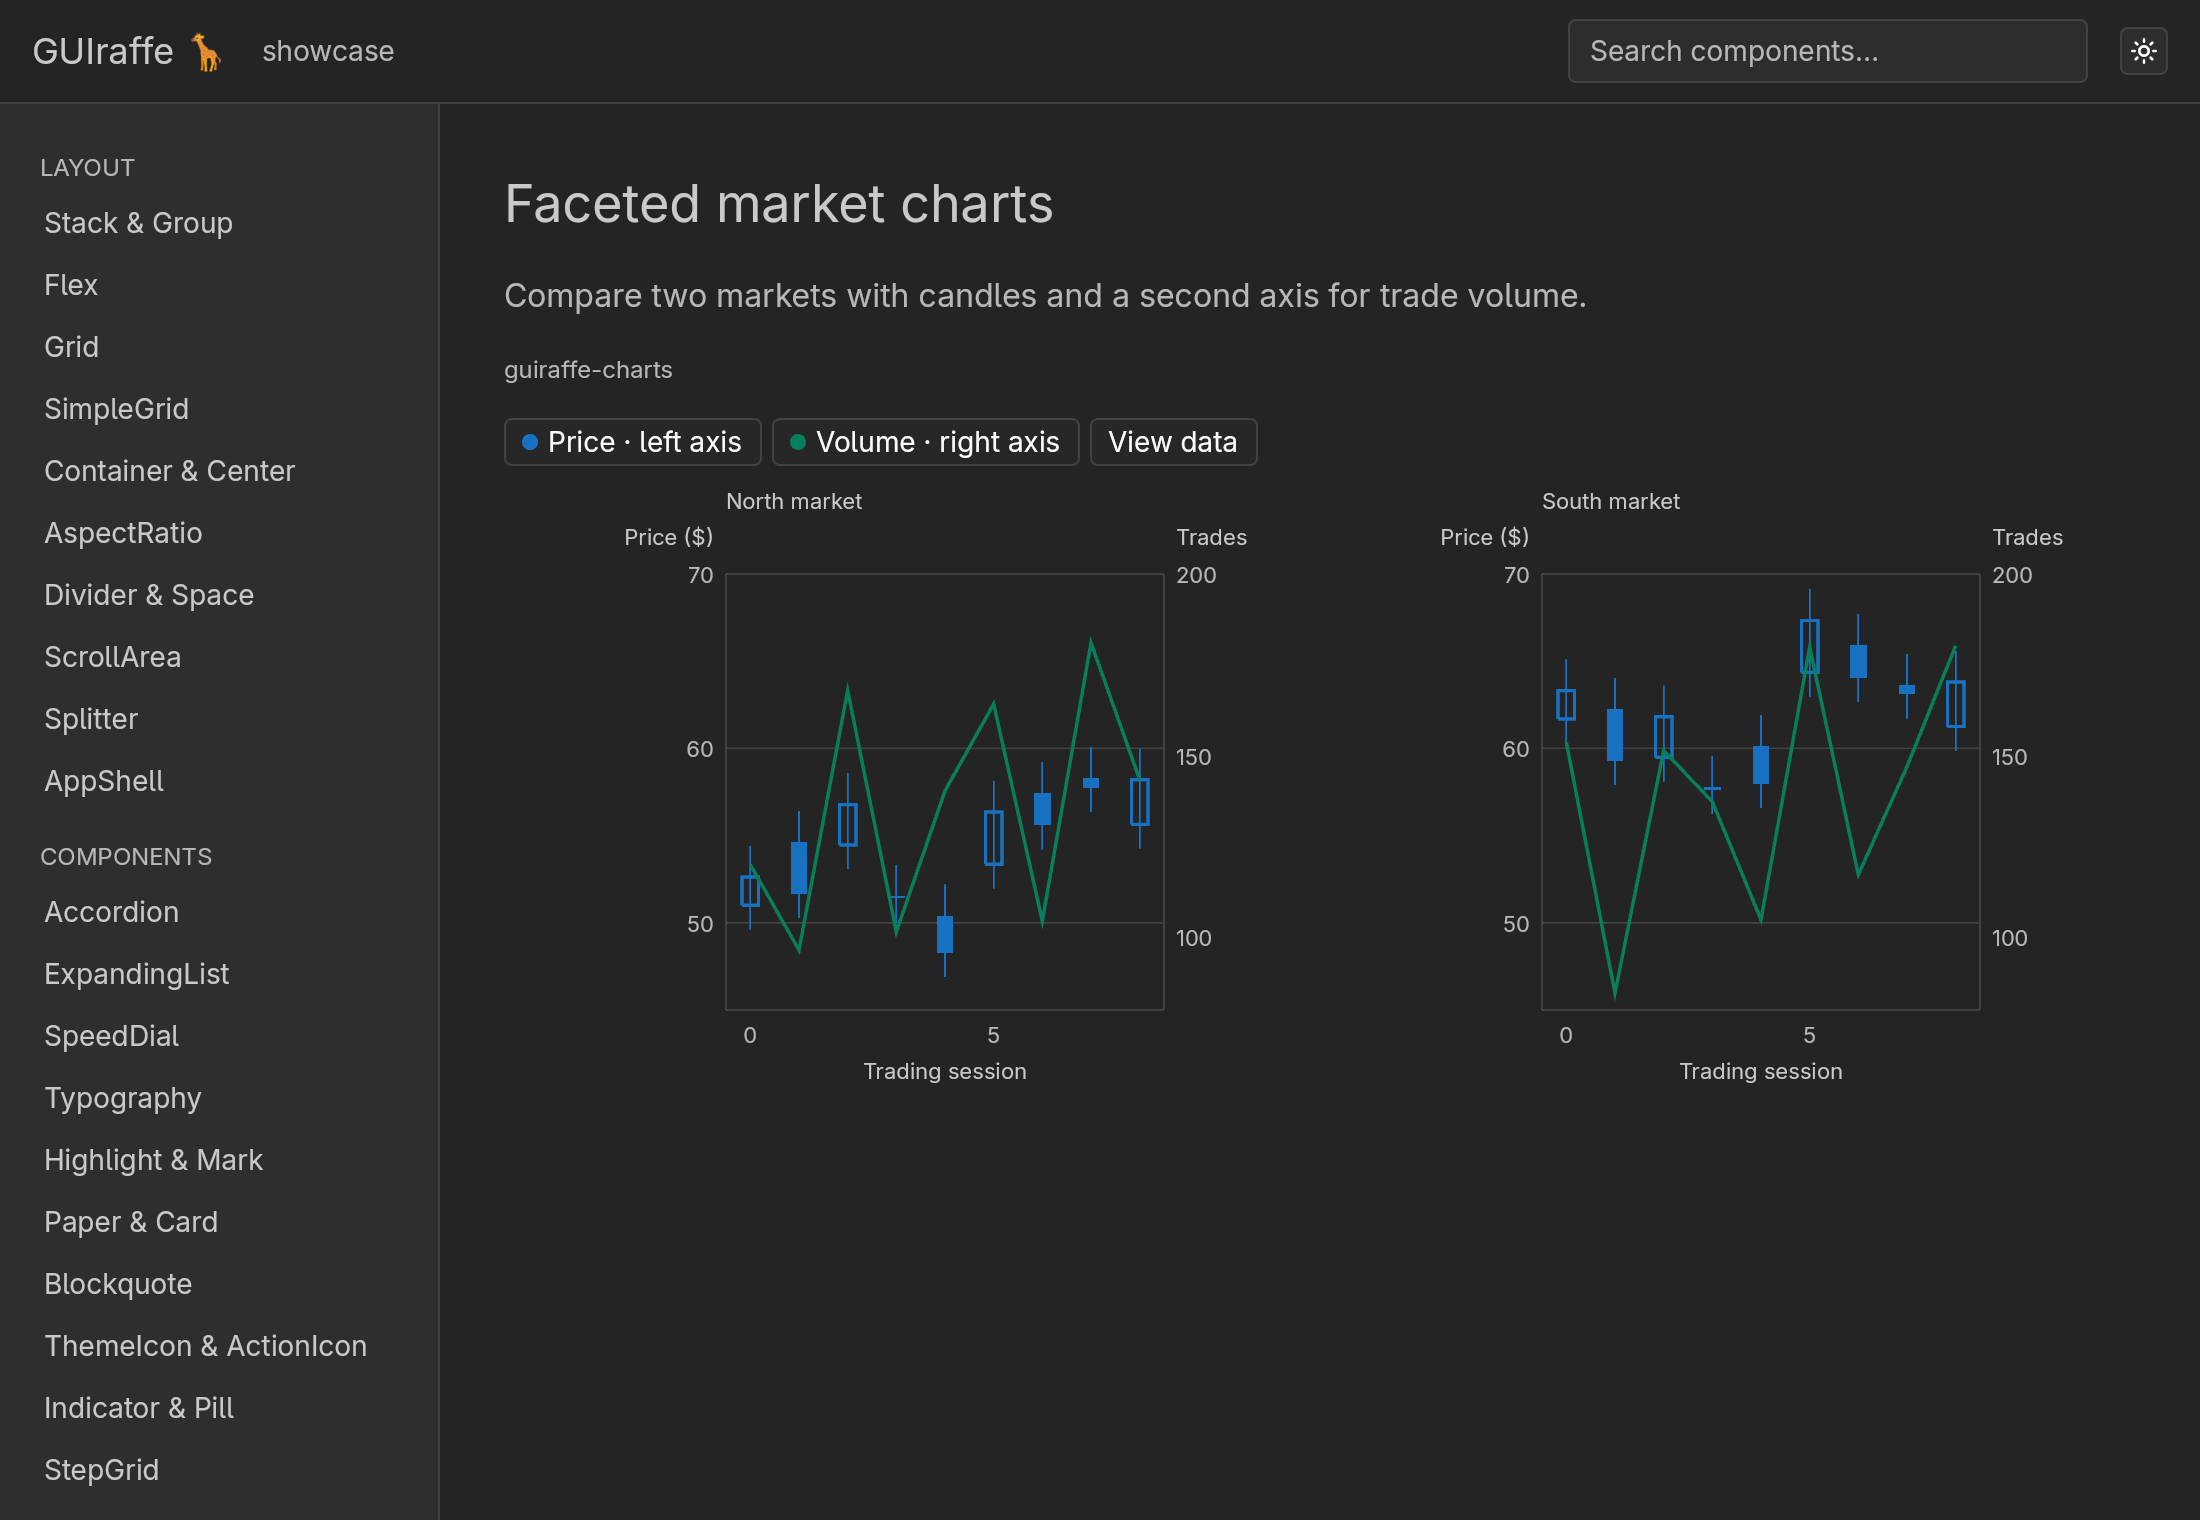 GUIraffe 🦒 showcase Search components...
LAYOUT
Stack & Group
Flex
Grid
SimpleGrid
Container & Center
AspectRatio
Divider & Space
ScrollArea
Splitter
AppShell
COMPONENTS
Accordion
ExpandingList
SpeedDial
Typography
Highlight & Mark
Paper & Card
Blockquote
ThemeIcon & ActionIcon
Indicator & Pill
StepGrid
Faceted market charts
Compare two markets with candles and a second axis for trade volume.
guiraffe-charts
Price · left axis Volume · right axis View data
North market
Price ($) Trades
70 200
60 150
50 100
0 5
Trading session
South market
Price ($) Trades
70 200
60 150
50 100
0 5
Trading session